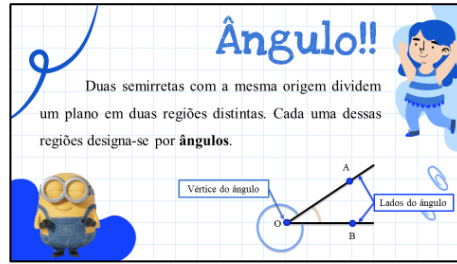 Ângulo!!
Duas semirretas com a mesma origem dividem
um plano em duas regiões distintas. Cada uma dessas
regiões designa-se por ângulos.
A
Vértice do ângulo
Lados do ângulo
O
B